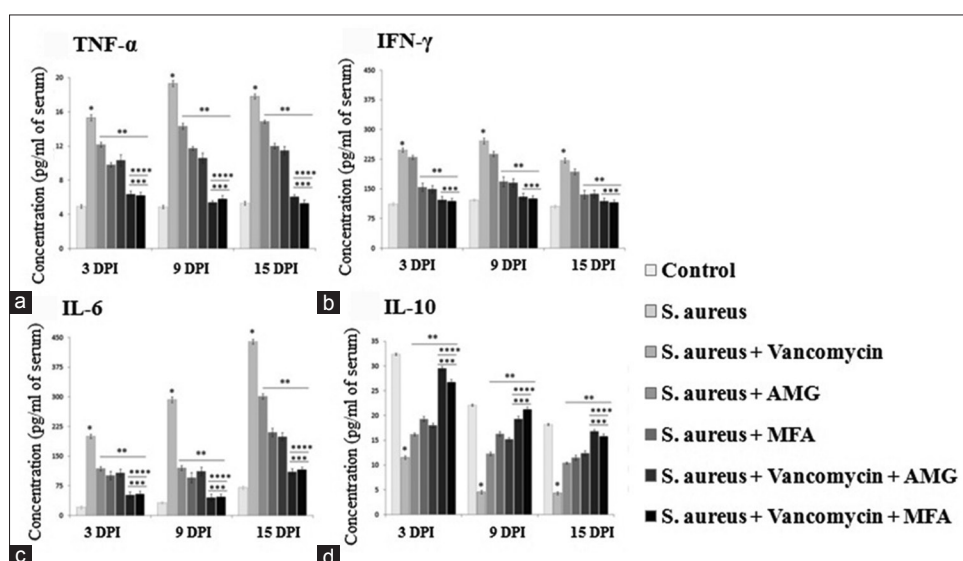 TNF-α
Concentration (pg/ml of serum)
20
16
12
8
4
0
*
**
****
***
*
**
****
***
*
**
****
***
3 DPI
9 DPI
15 DPI
a
IFN-γ
Concentration (pg/ml of serum)
450
375
300
225
150
75
0
*
**
***
*
**
***
*
**
***
3 DPI
9 DPI
15 DPI
b
IL-6
Concentration (pg/ml of serum)
450
375
300
225
150
75
0
*
**
****
***
*
**
****
***
*
**
****
***
3 DPI
9 DPI
15 DPI
c
IL-10
Concentration (pg/ml of serum)
35
30
25
20
15
10
5
0
*
**
****
***
*
**
****
***
*
**
****
***
3 DPI
9 DPI
15 DPI
d
Control
S. aureus
S. aureus + Vancomycin
S. aureus + AMG
S. aureus + MFA
S. aureus + Vancomycin + AMG
S. aureus + Vancomycin + MFA